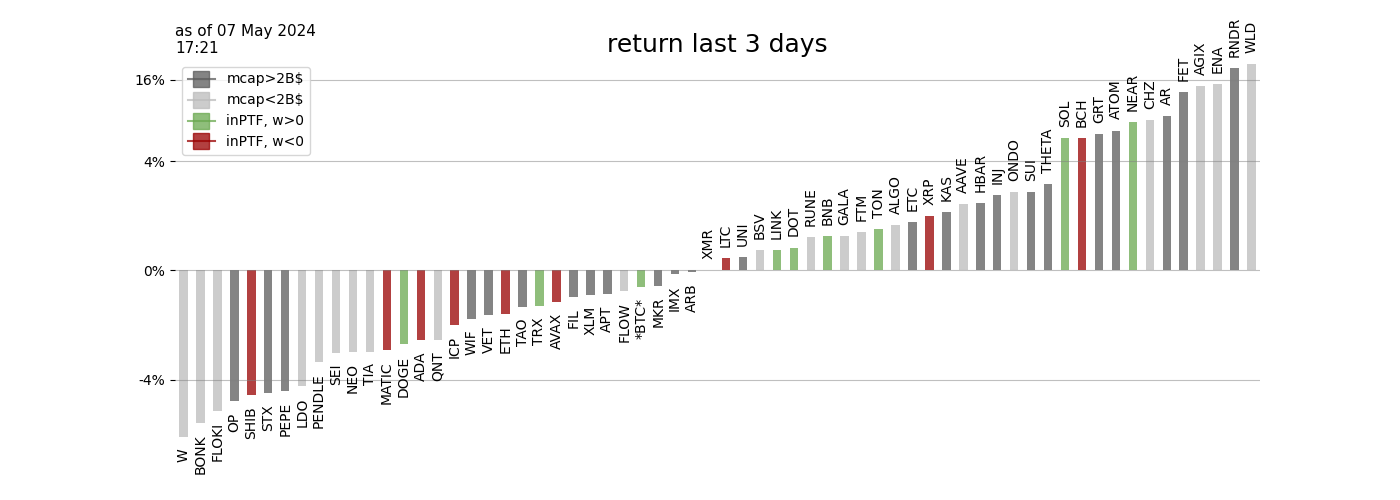 as of 07 May 2024
17:21
return last 3 days
mcap>2B$
mcap<2B$
inPTF, w>0
inPTF, w<0
16%
4%
0%
-4%
W
BONK
FLOKI
OP
SHIB
STX
PEPE
LDO
PENDLE
SEI
NEO
TIA
MATIC
DOGE
ADA
QNT
ICP
WIF
VET
ETH
TAO
TRX
AVAX
FIL
XLM
APT
FLOW
*BTC*
MKR
IMX
ARB
XMR
LTC
UNI
BSV
LINK
DOT
RUNE
BNB
GALA
FTM
TON
ALGO
ETC
XRP
KAS
AAVE
HBAR
INJ
ONDO
SUI
THETA
SOL
BCH
GRT
ATOM
NEAR
CHZ
AR
FET
AGIX
ENA
RNDR
WLD